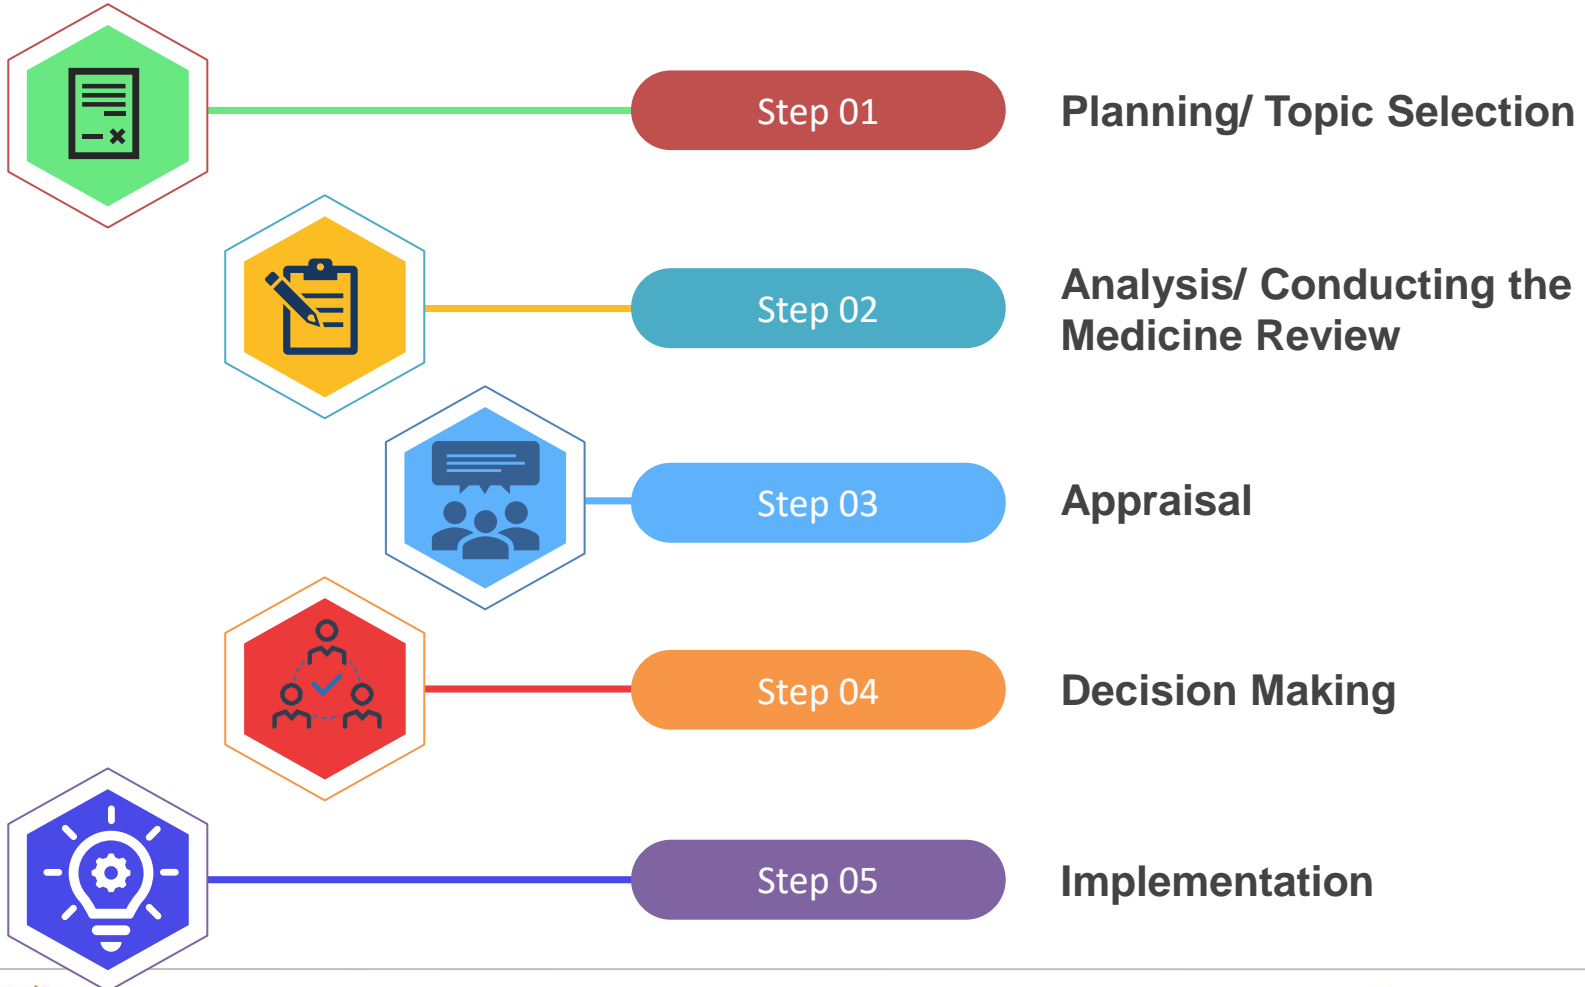 Step 01
Planning/ Topic Selection
Step 02
Analysis/ Conducting the
Medicine Review
Step 03
Appraisal
Step 04
Decision Making
Step 05
Implementation